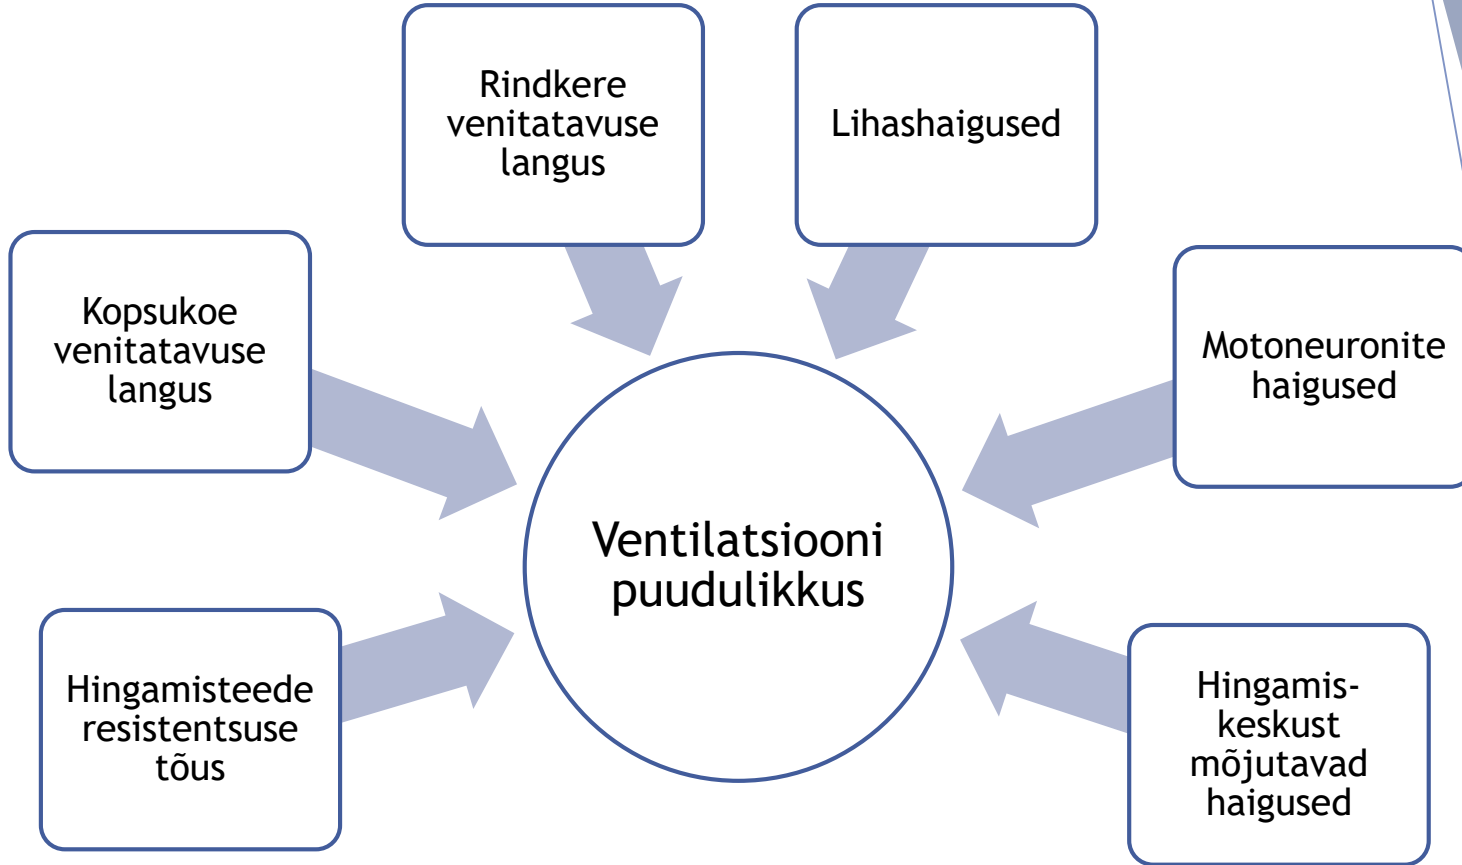 Rindkere
venitatavuse
langus
Lihashaigused
Kopsukoe
venitatavuse
langus
Motoneuronite
haigused
Ventilatsiooni
puudulikkus
Hingamisteede
resistentsuse
tõus
Hingamis-
keskust
mõjutavad
haigused